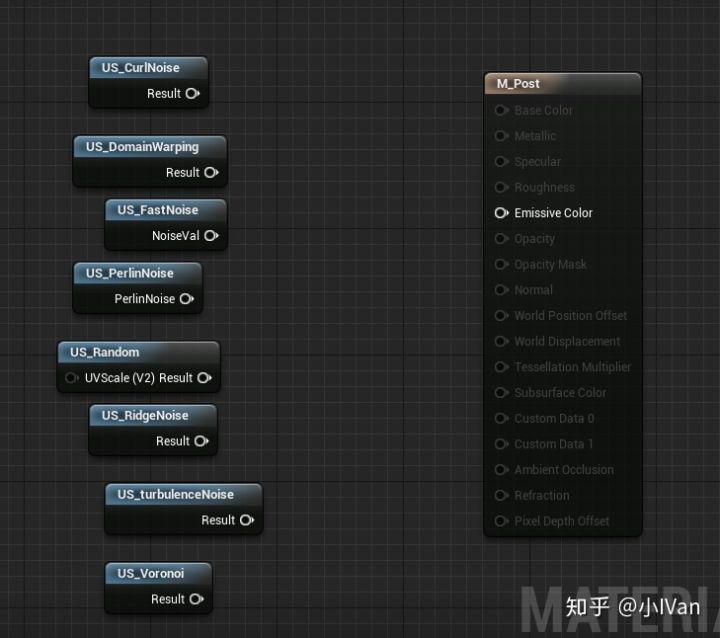 US_CurlNoise
Result
US_DomainWarping
Result
US_FastNoise
NoiseVal
US_PerlinNoise
PerlinNoise
US_Random
UVScale (V2) Result
US_RidgeNoise
Result
US_turbulenceNoise
Result
US_Voronoi
Result
M_Post
Base Color
Metallic
Specular
Roughness
Emissive Color
Opacity
Opacity Mask
Normal
World Position Offset
World Displacement
Tessellation Multiplier
Subsurface Color
Custom Data 0
Custom Data 1
Ambient Occlusion
Refraction
Pixel Depth Offset
MATERIA
知乎 @小IVan